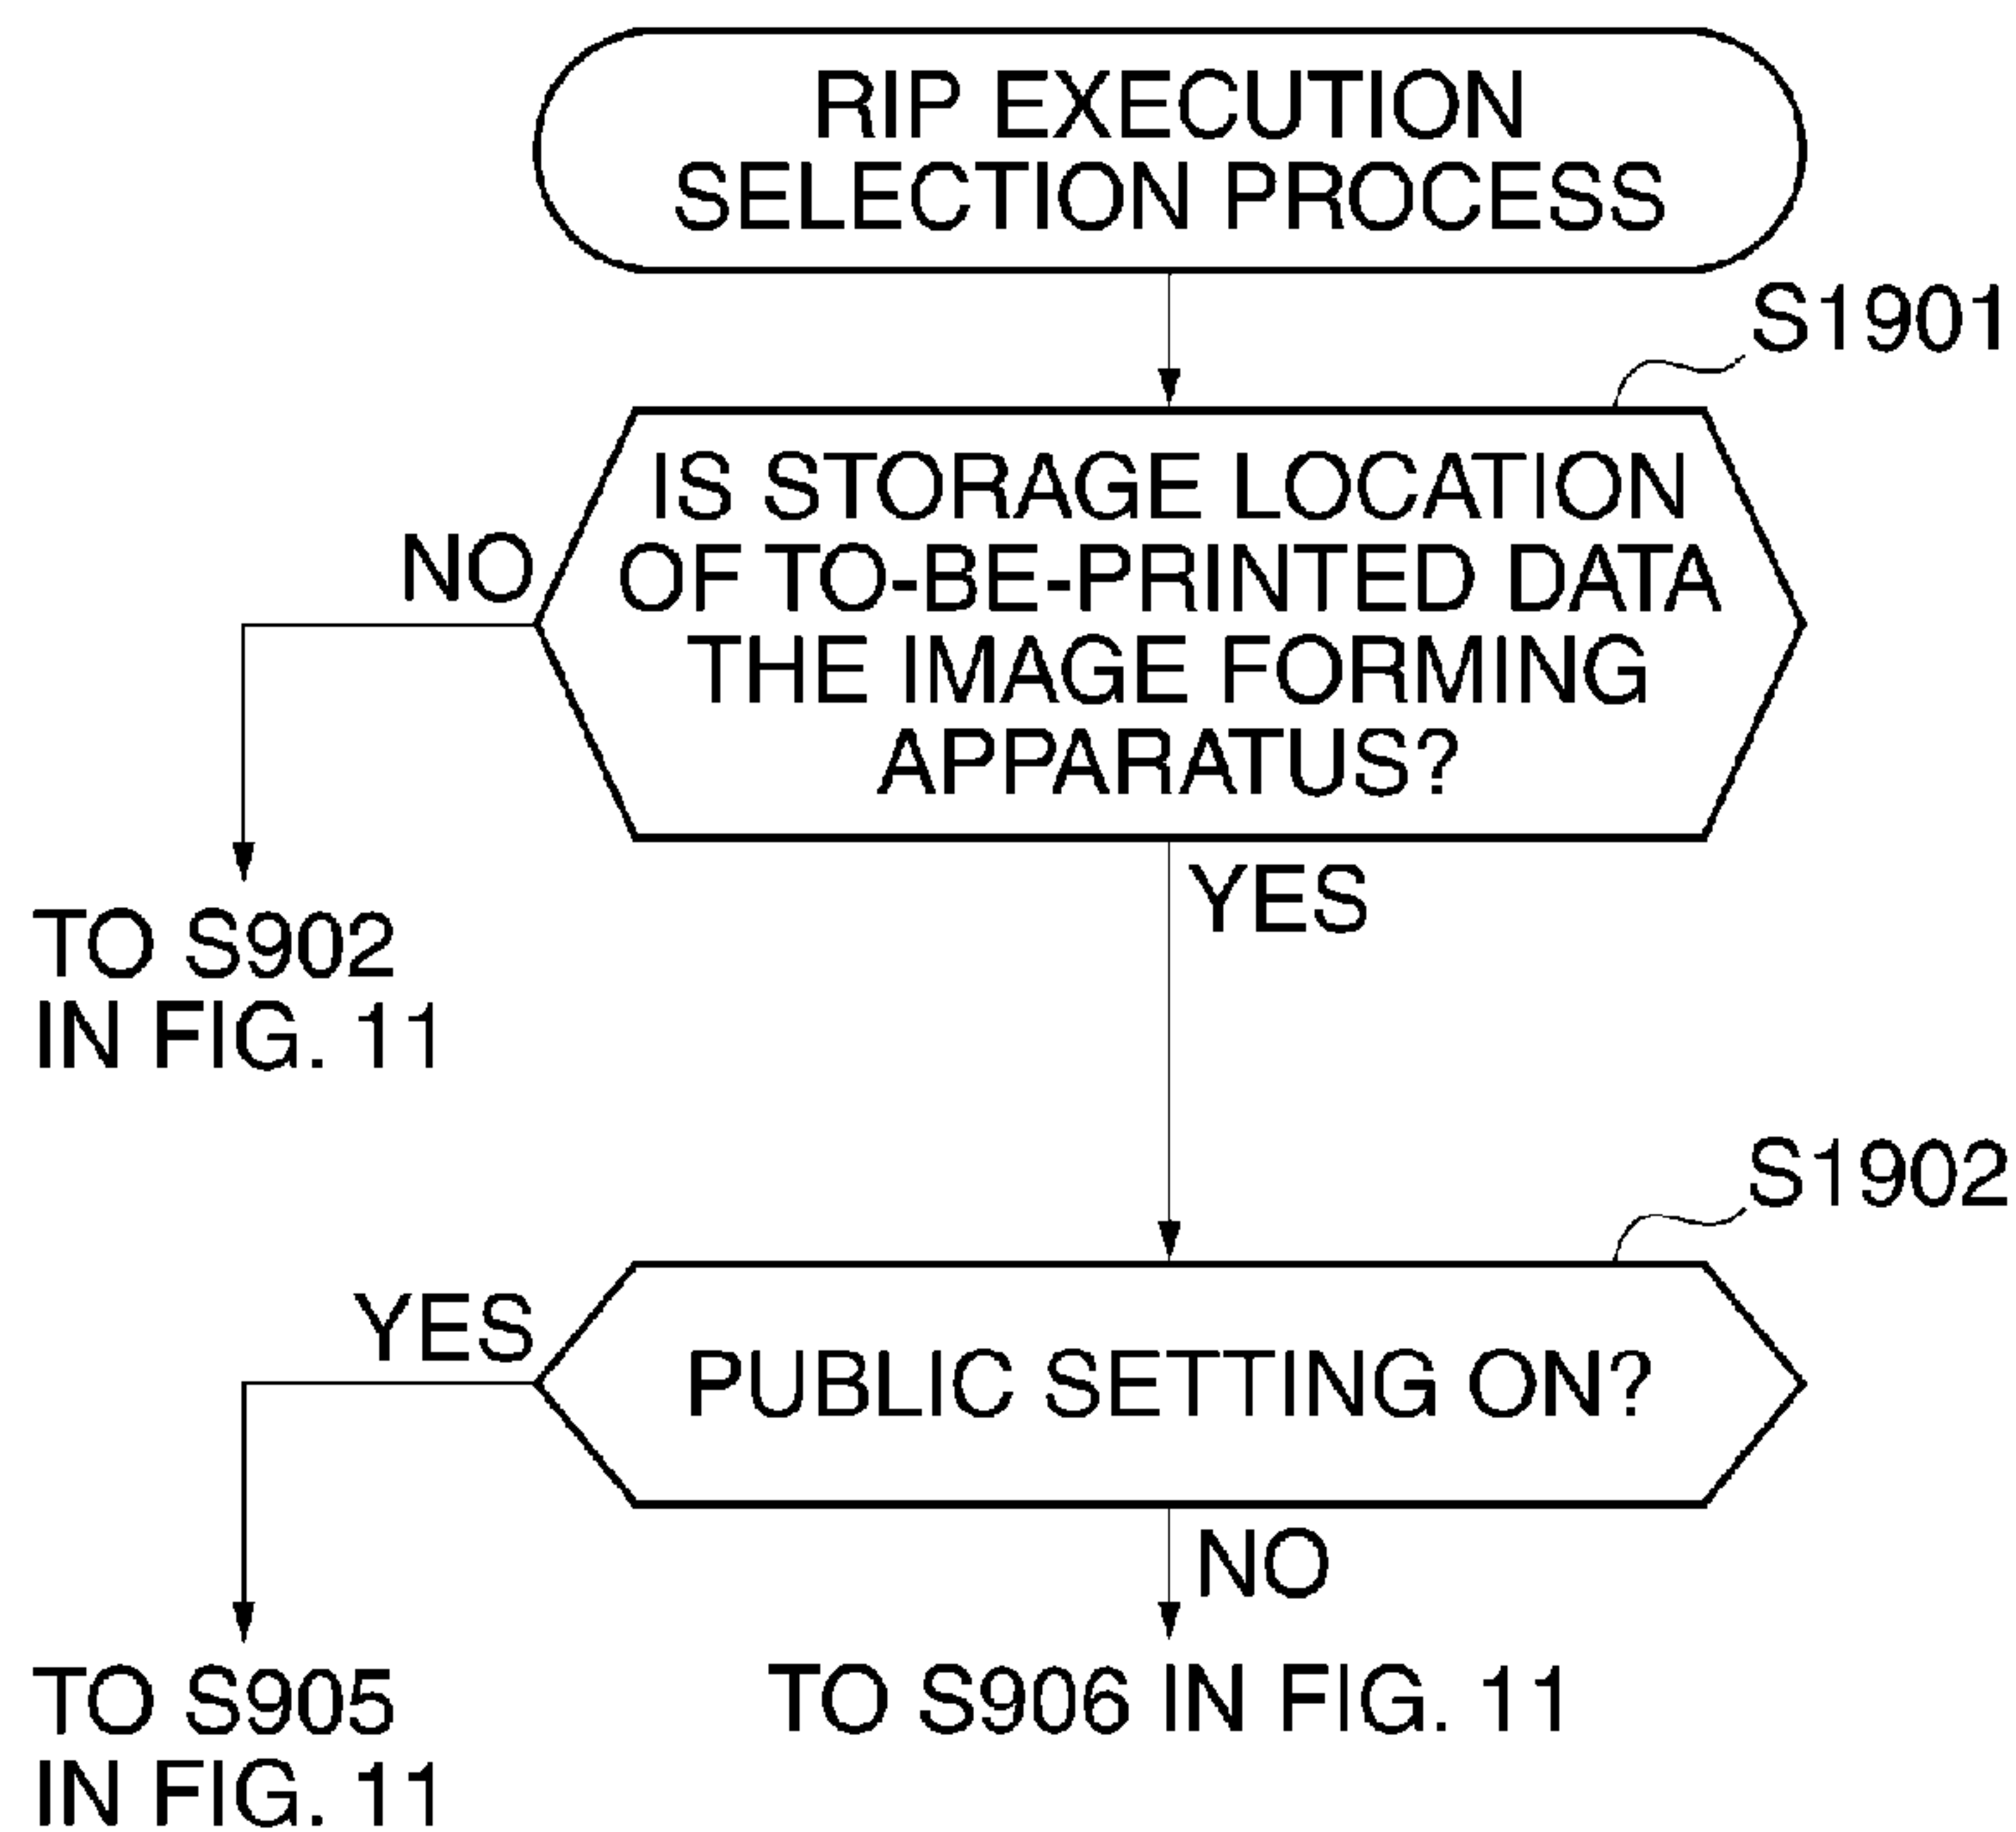 RIP EXECUTION
SELECTION PROCESS
S1901
IS STORAGE LOCATION
OF TO-BE-PRINTED DATA
THE IMAGE FORMING
APPARATUS?
NO
YES
TO S902
IN FIG. 11
S1902
PUBLIC SETTING ON?
YES
NO
TO S905
IN FIG. 11
TO S906 IN FIG. 11